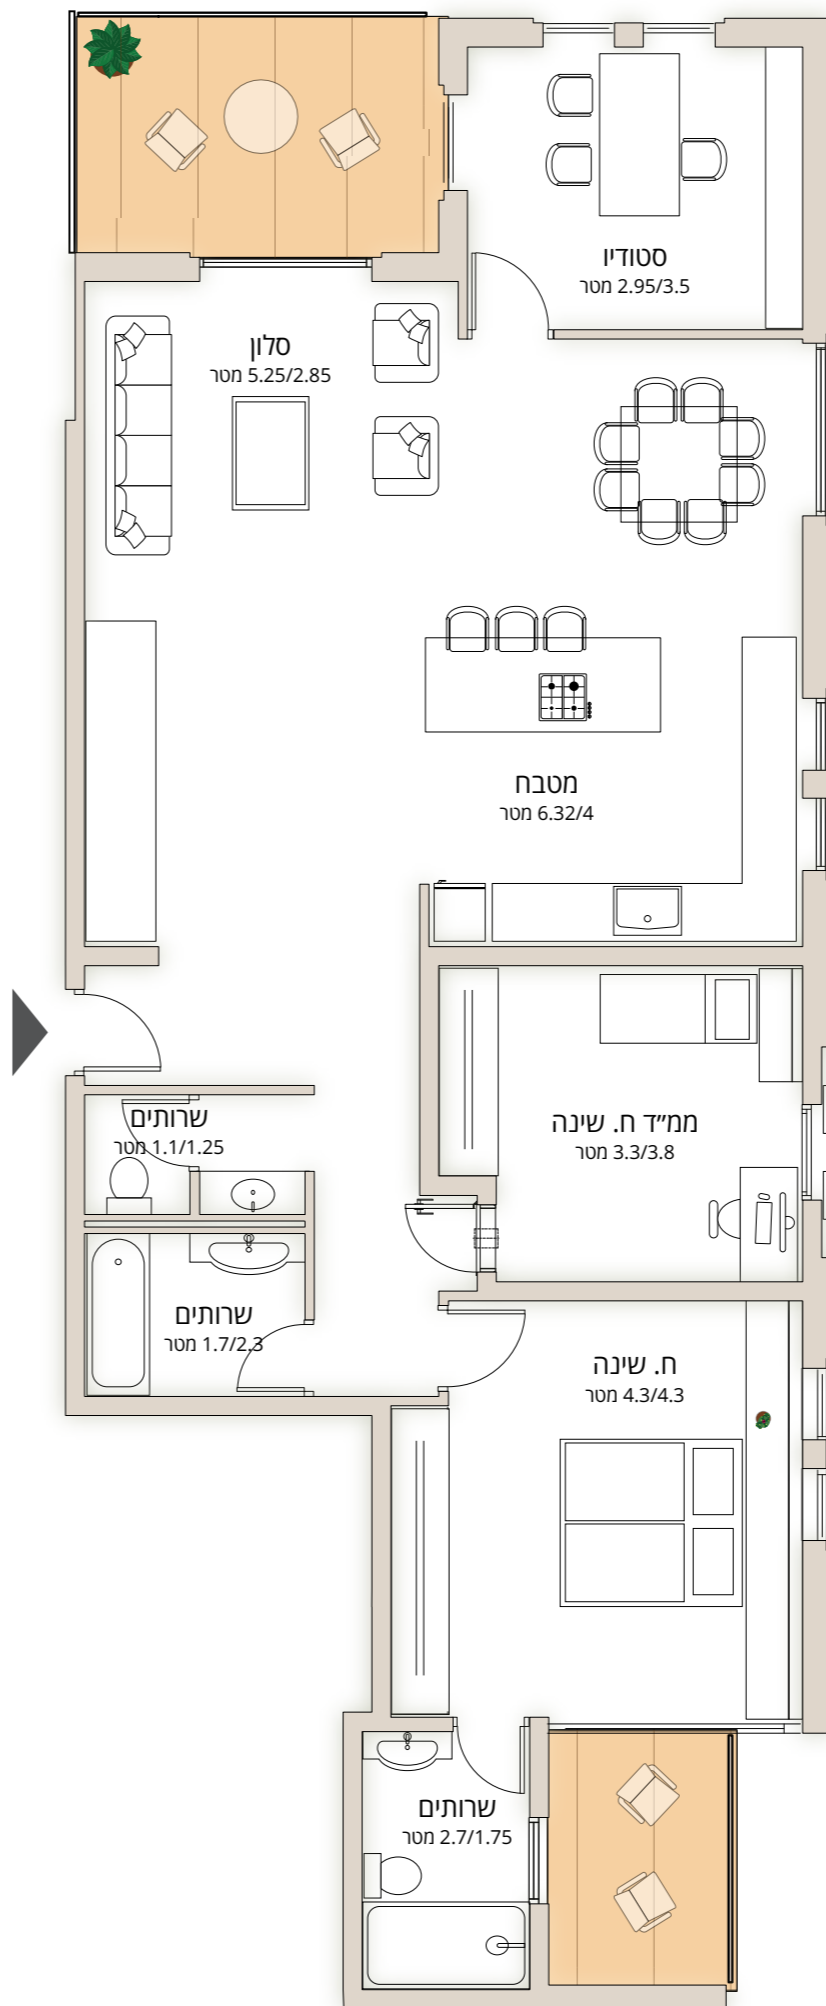 סטודיו
2.95/3.5 מטר
סלון
5.25/2.85 מטר
מטבח
6.32/4 מטר
שרותים
1.1/1.25 מטר
ממ״ד ח. שינה
3.3/3.8 מטר
שרותים
1.7/2.3 מטר
ח. שינה
4.3/4.3 מטר
שרותים
2.7/1.75 מטר